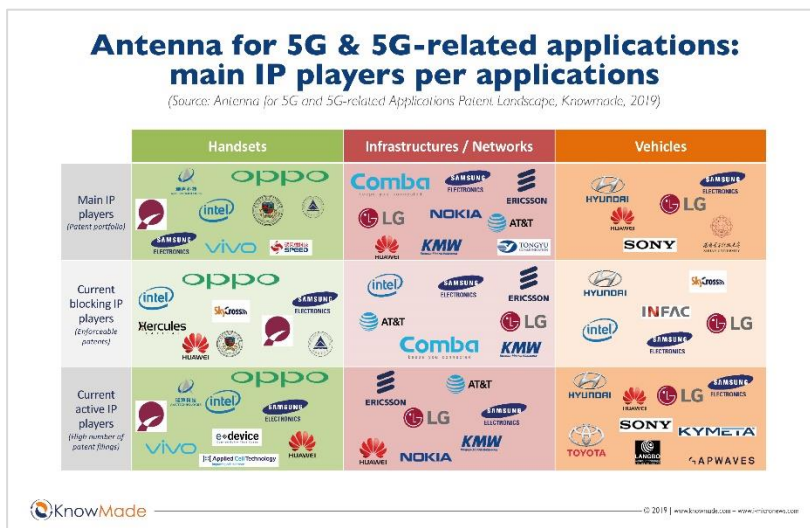 Antenna for 5G & 5G-related applications:
main IP players per applications
(Source: Antenna for 5G and 5G-related Applications Patent Landscape, Knowmade, 2019)
Handsets
Infrastructures / Networks
Vehicles
Main IP
players
(Patent portfolio)
oppo
intel
SAMSUNG
ELECTRONICS
vivo
SPEED
Comba
SAMSUNG
ELECTRONICS
ERICSSON
LG
NOKIA
AT&T
HUAWEI
KMW
TONGYU
HYUNDAI
SAMSUNG
ELECTRONICS
LG
HUAWEI
SONY
Current
blocking IP
players
(Enforceable
patents)
oppo
intel
SkyCross
SAMSUNG
ELECTRONICS
Hercules
HUAWEI
intel
SAMSUNG
ELECTRONICS
ERICSSON
AT&T
LG
Comba
KMW
HYUNDAI
SkyCross
INFAC
intel
LG
SAMSUNG
ELECTRONICS
Current
active IP
players
(High number of
patent filings)
oppo
intel
SAMSUNG
ELECTRONICS
vivo
e-device
HUAWEI
Applied Cell Technology
ERICSSON
AT&T
LG
SAMSUNG
ELECTRONICS
HUAWEI
NOKIA
KMW
HYUNDAI
HUAWEI
LG
SAMSUNG
ELECTRONICS
TOYOTA
SONY
KYMETA
LANGBO
GAPWAVES
KnowMade
© 2019 | www.knowmade.com – www.i-micronews.com